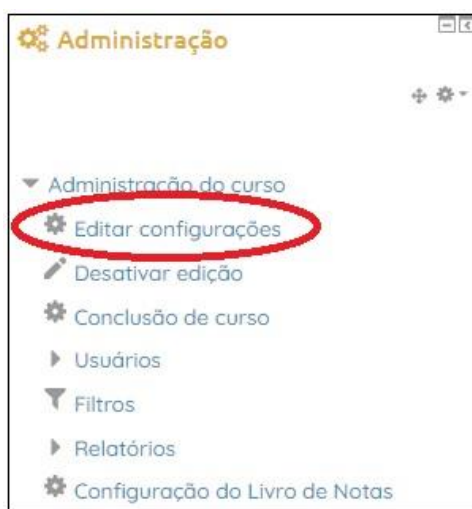 Administração
Administração do curso
Editar configurações
Desativar edição
Conclusão de curso
Usuários
Filtros
Relatórios
Configuração do Livro de Notas